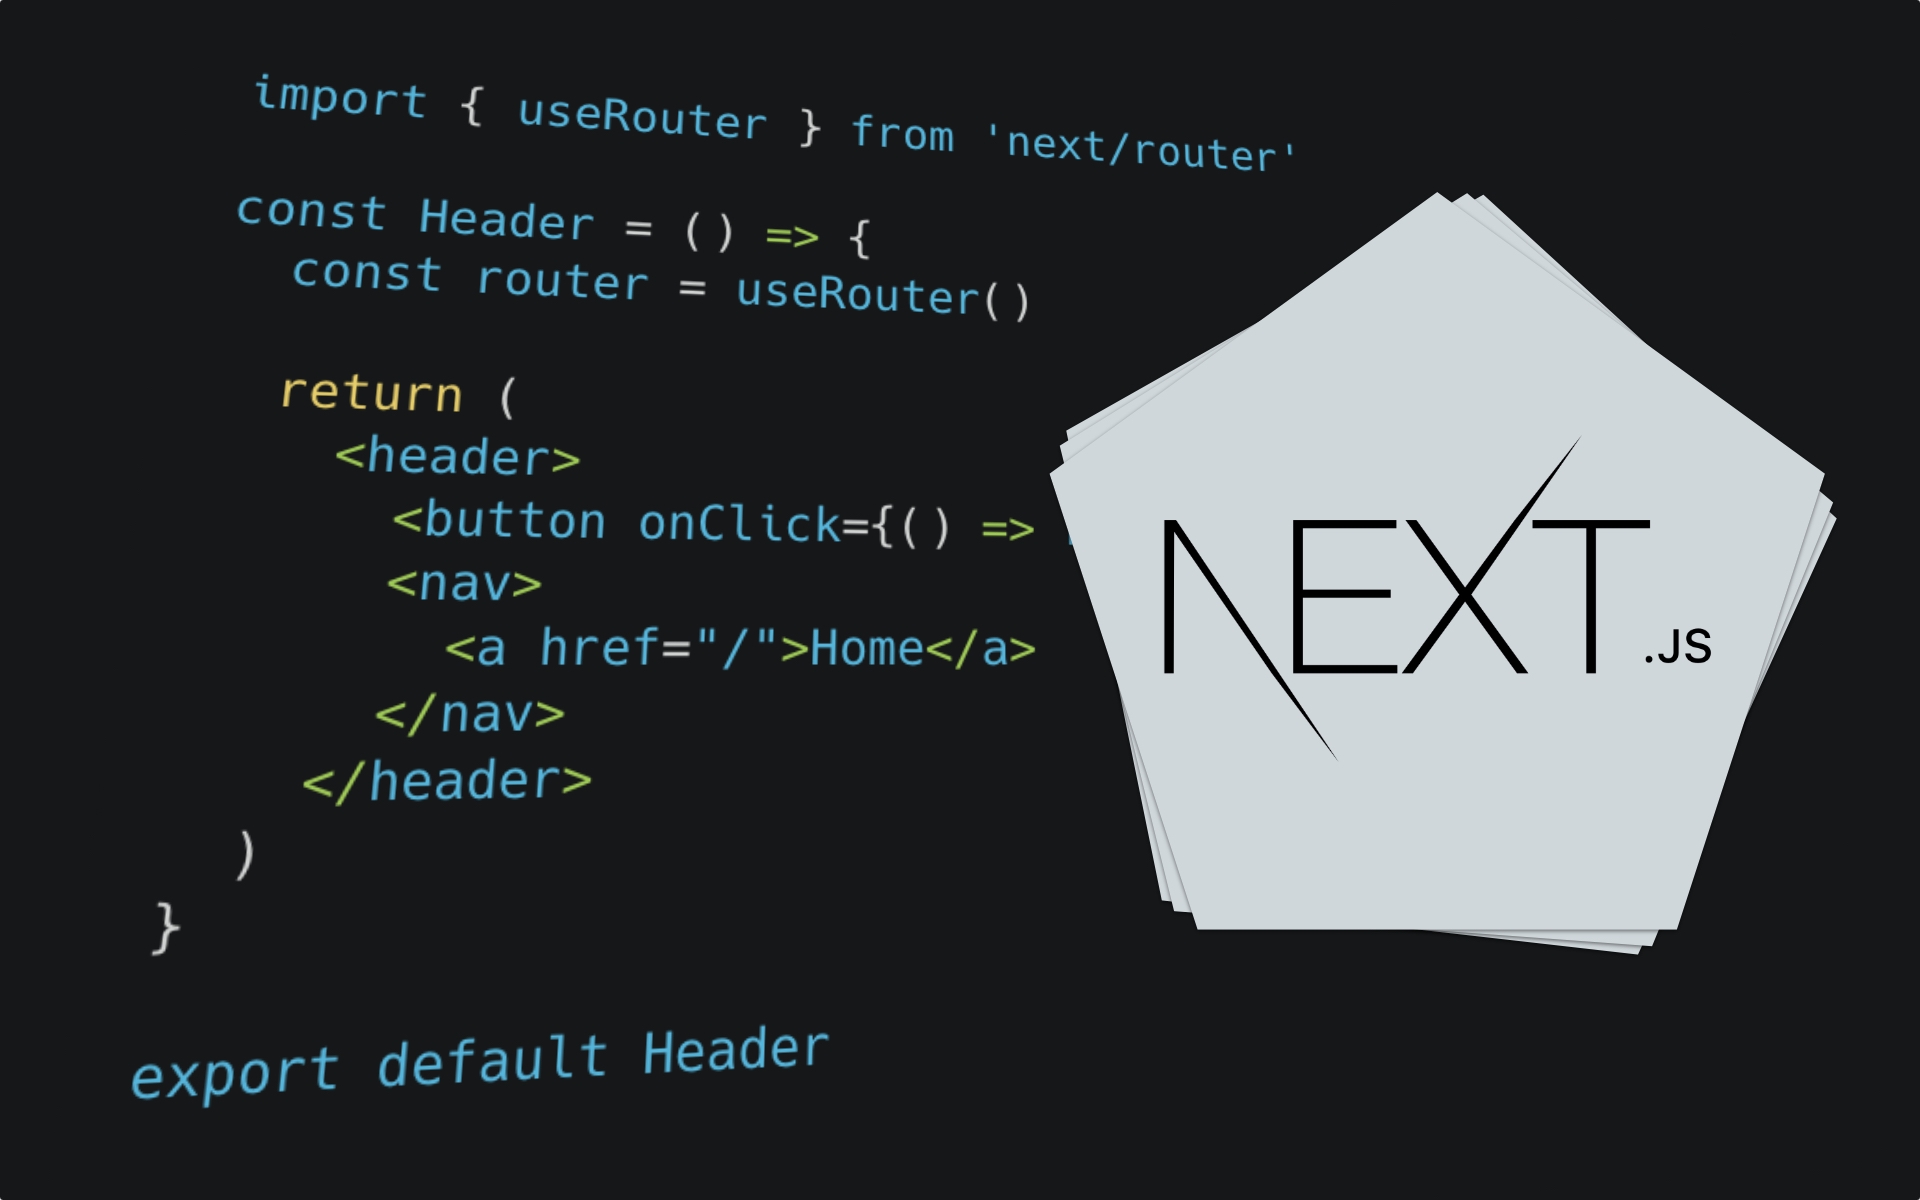 import { useRouter } from 'next/router'
const Header = () => {
const router = useRouter()
return (
<header>
<button onClick={() =>
<nav>
<a href="/">Home</a>
</nav>
</header>
)
}
export default Header
NEXT.JS